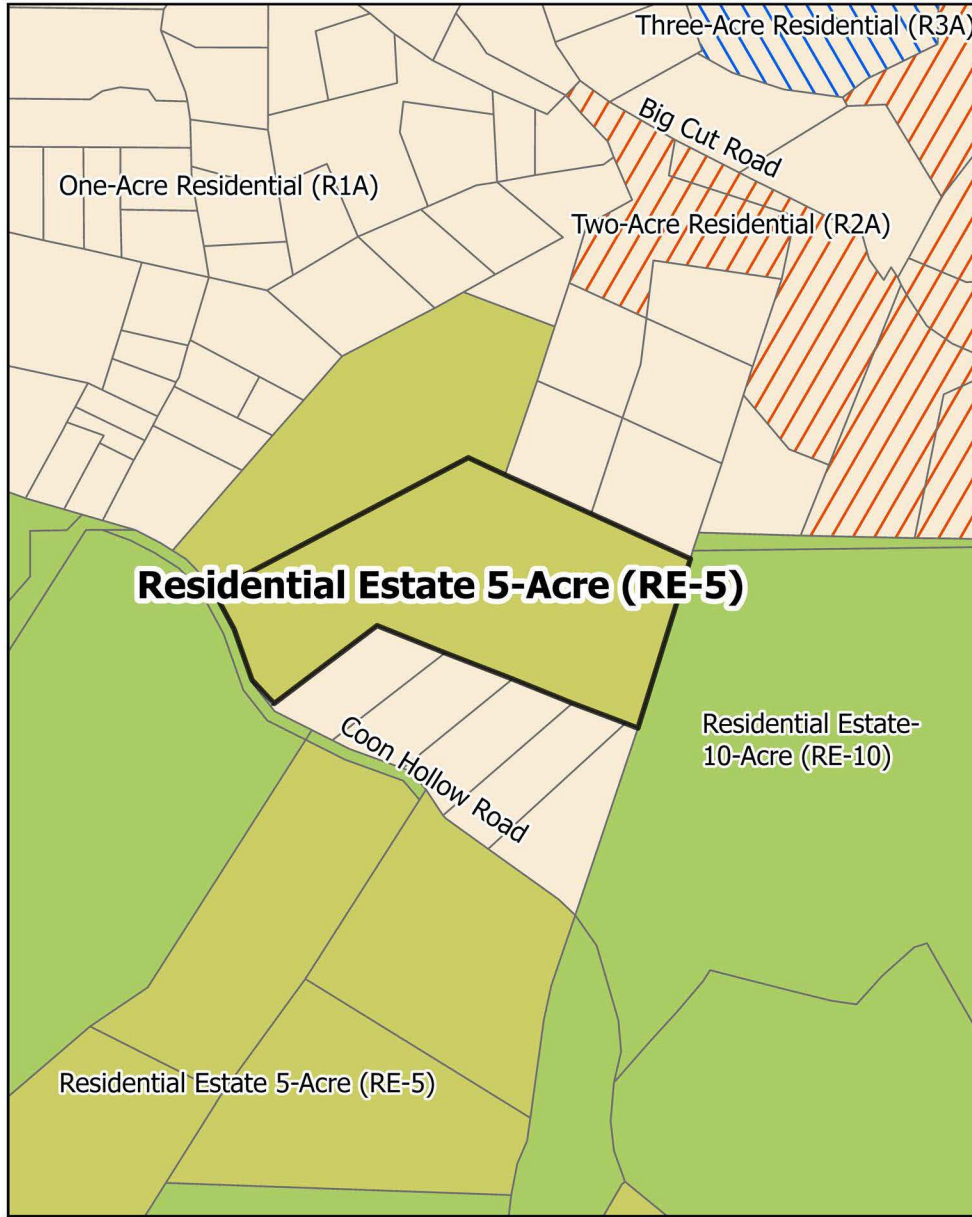 Three-Acre Residential (R3A)
Big Cut Road
One-Acre Residential (R1A)
Two-Acre Residential (R2A)
Residential Estate 5-Acre (RE-5)
Residential Estate-
10-Acre (RE-10)
Coon Hollow Road
Residential Estate 5-Acre (RE-5)